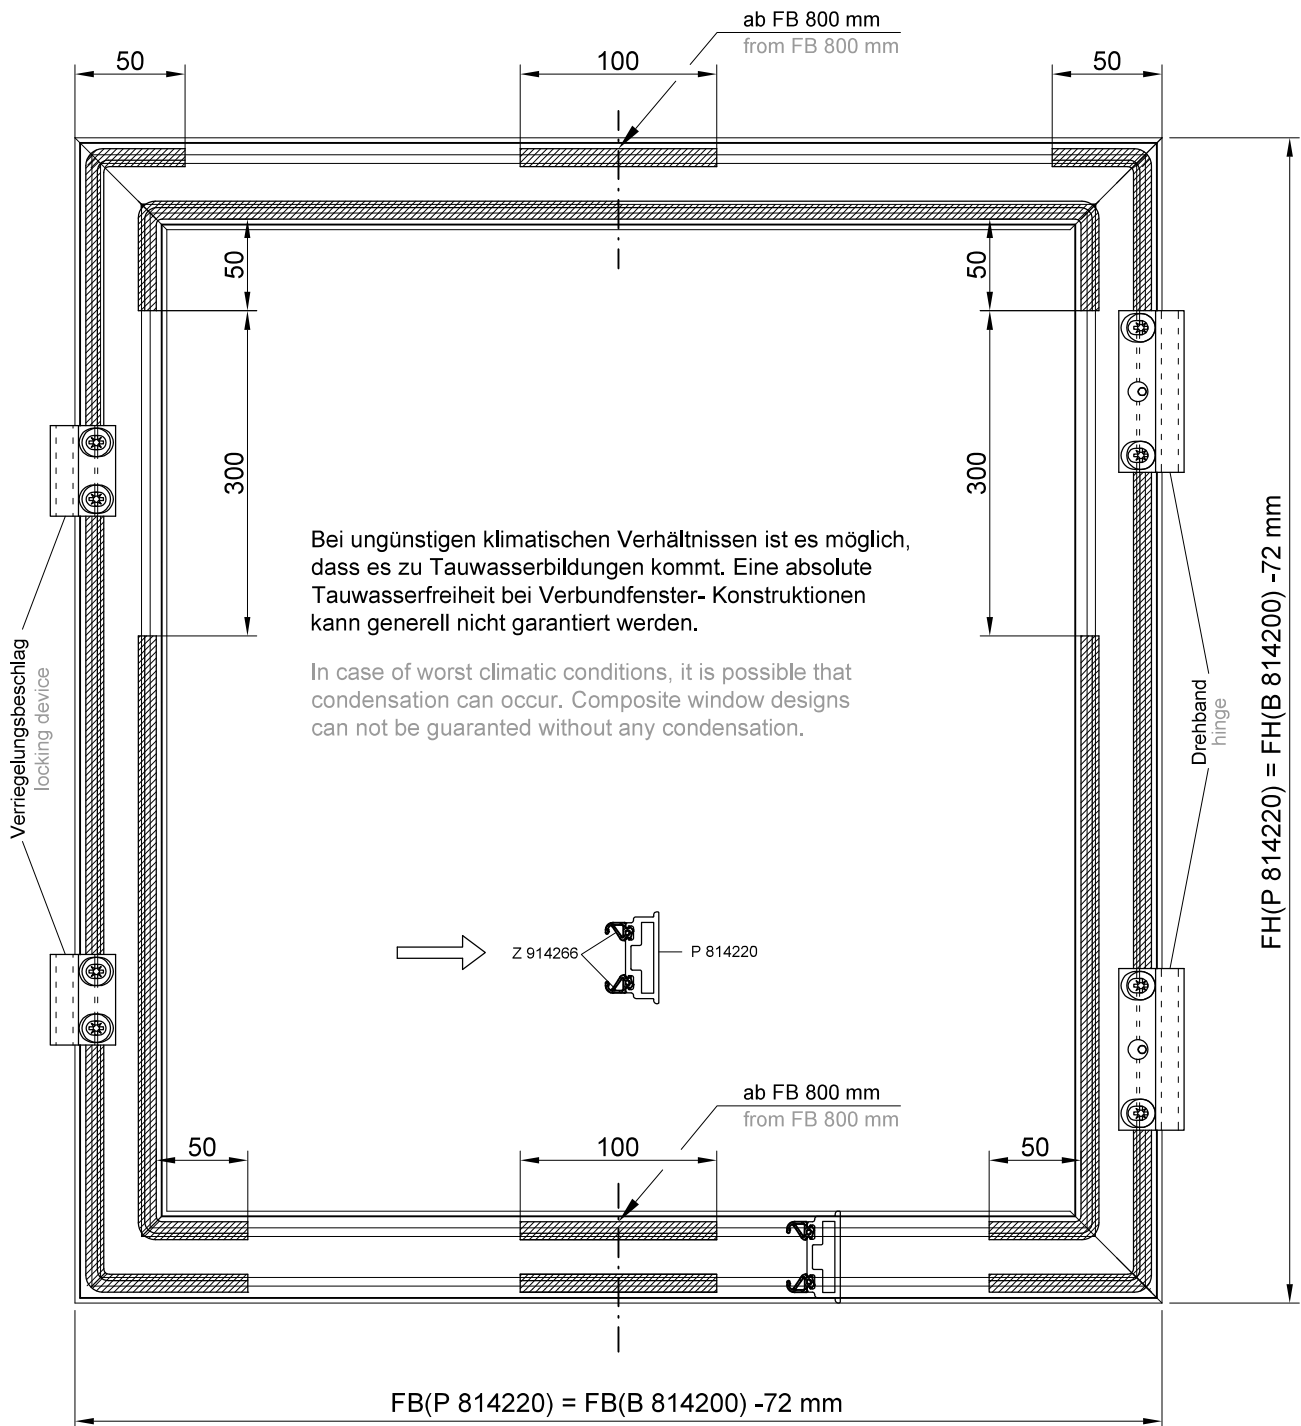 ab FB 800 mm
from FB 800 mm
50
100
50
50
50
300
300
Bei ungünstigen klimatischen Verhältnissen ist es möglich,
dass es zu Tauwasserbildungen kommt. Eine absolute
Tauwasserfreiheit bei Verbundfenster- Konstruktionen
kann generell nicht garantiert werden.
In case of worst climatic conditions, it is possible that
condensation can occur. Composite window designs
can not be guaranted without any condensation.
Verriegelungsbeschlag
locking device
Drehband
hinge
FH(P 814220) = FH(B 814200) -72 mm
Z 914266
P 814220
ab FB 800 mm
from FB 800 mm
50
100
50
FB(P 814220) = FB(B 814200) -72 mm